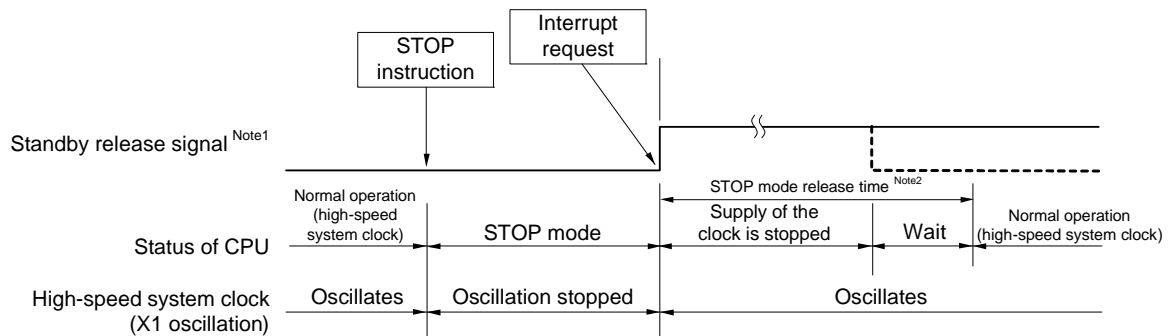 STOP
instruction
Interrupt
request
Standby release signal Note1
STOP mode release time Note2
Status of CPU
Normal operation
(high-speed
system clock)
STOP mode
Supply of the
clock is stopped
Wait
Normal operation
(high-speed system clock)
High-speed system clock
(X1 oscillation)
Oscillates
Oscillation stopped
Oscillates